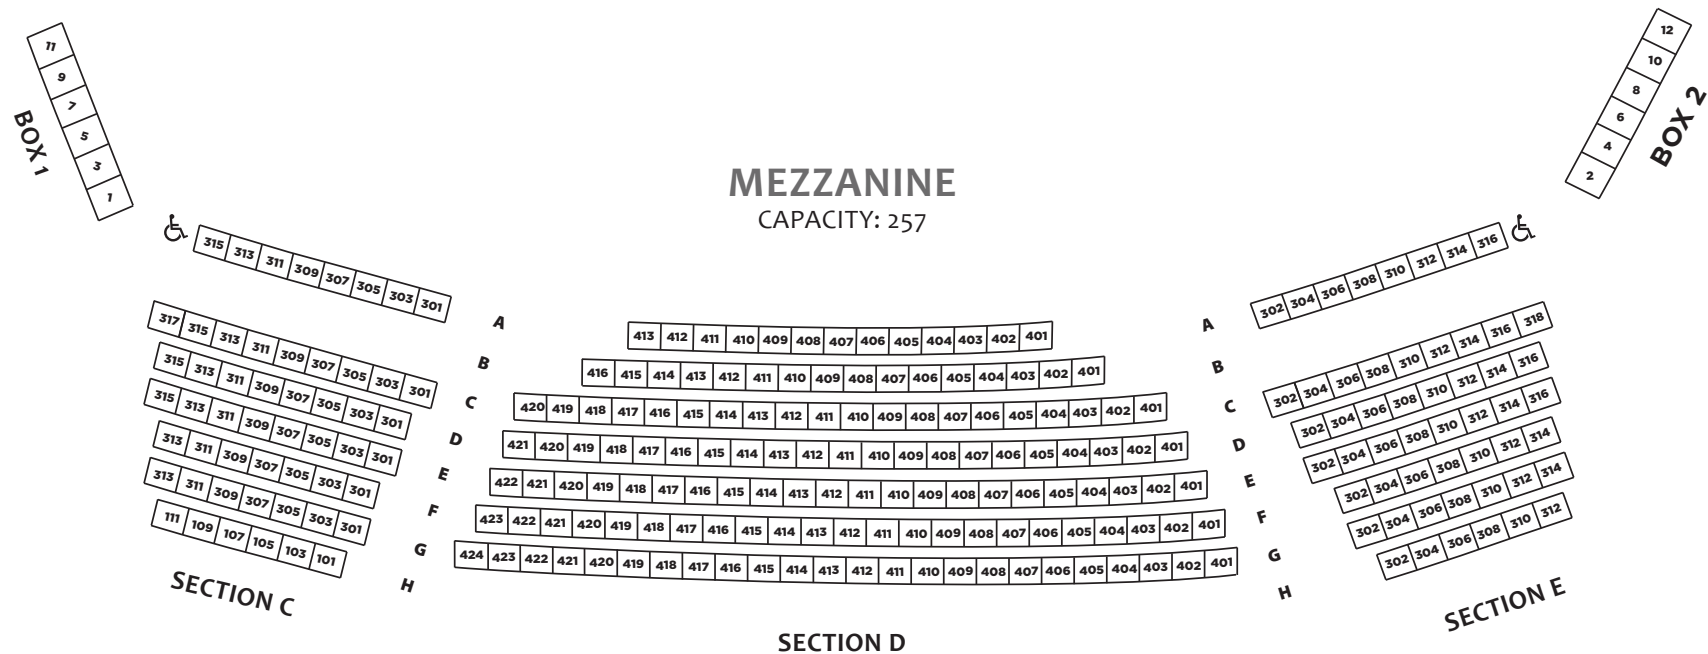 MEZZANINE
CAPACITY: 257
BOX 1
11
9
7
5
3
1
BOX 2
12
10
8
6
4
2
315 313 311 309 307 305 303 301
317 315 313 311 309 307 305 303 301
315 313 311 309 307 305 303 301
315 313 311 309 307 305 303 301
313 311 309 307 305 303 301
313 311 309 307 305 303 301
111 109 107 105 103 101
SECTION C
A
B
C
D
E
F
G
H
413 412 411 410 409 408 407 406 405 404 403 402 401
416 415 414 413 412 411 410 409 408 407 406 405 404 403 402 401
420 419 418 417 416 415 414 413 412 411 410 409 408 407 406 405 404 403 402 401
421 420 419 418 417 416 415 414 413 412 411 410 409 408 407 406 405 404 403 402 401
422 421 420 419 418 417 416 415 414 413 412 411 410 409 408 407 406 405 404 403 402 401
423 422 421 420 419 418 417 416 415 414 413 412 411 410 409 408 407 406 405 404 403 402 401
424 423 422 421 420 419 418 417 416 415 414 413 412 411 410 409 408 407 406 405 404 403 402 401
SECTION D
A
B
C
D
E
F
G
H
302 304 306 308 310 312 314 316
302 304 306 308 310 312 314 316 318
302 304 306 308 310 312 314 316
302 304 306 308 310 312 314 316
302 304 306 308 310 312 314
302 304 306 308 310 312 314
302 304 306 308 310 312
SECTION E